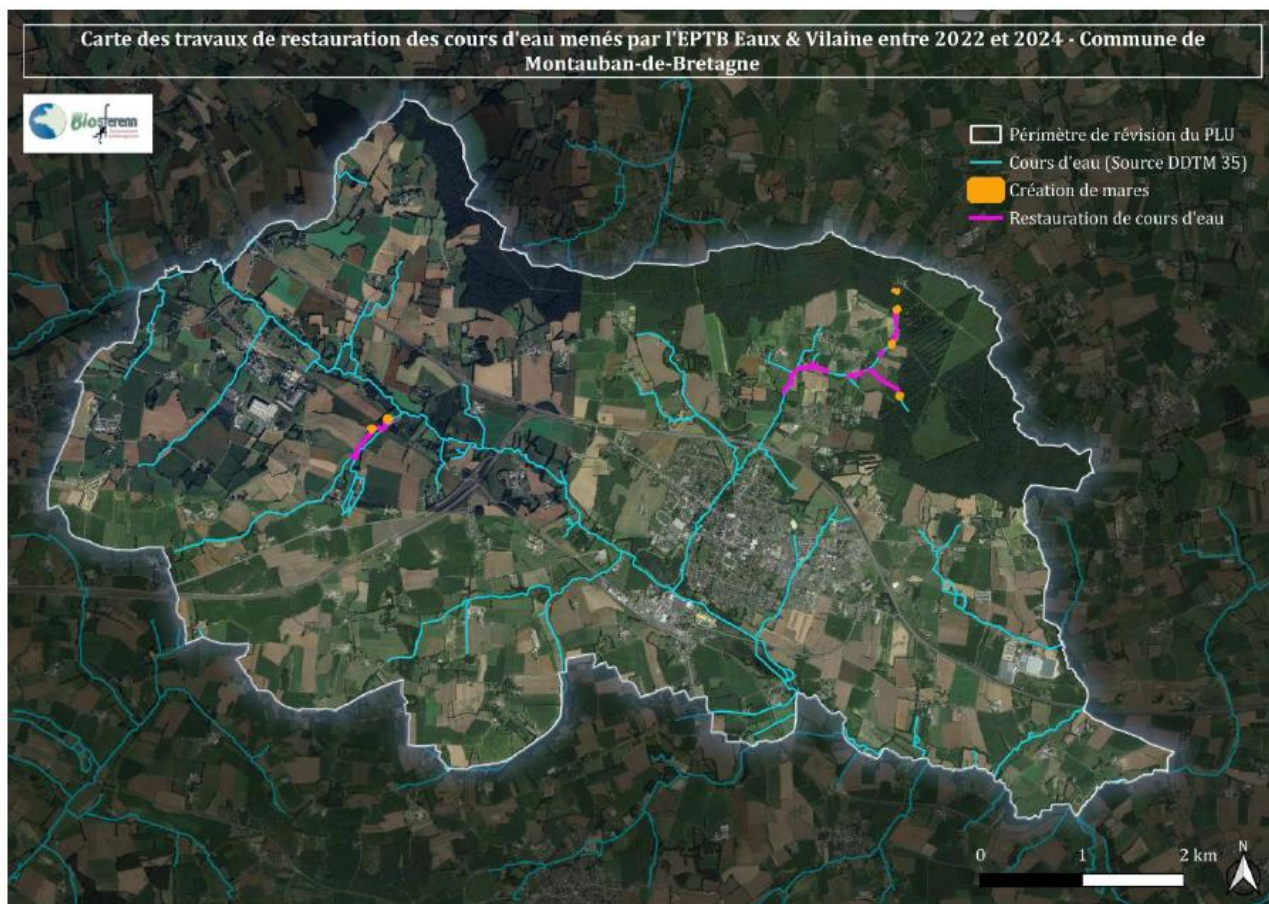 Carte des travaux de restauration des cours d'eau menés par l'EPTB Eaux & Vilaine entre 2022 et 2024 - Commune de
Montauban-de-Bretagne
Biosferenn
Périmètre de révision du PLU
Cours d'eau (Source DDTM 35)
Création de mares
Restauration de cours d'eau
N
0 1 2 km